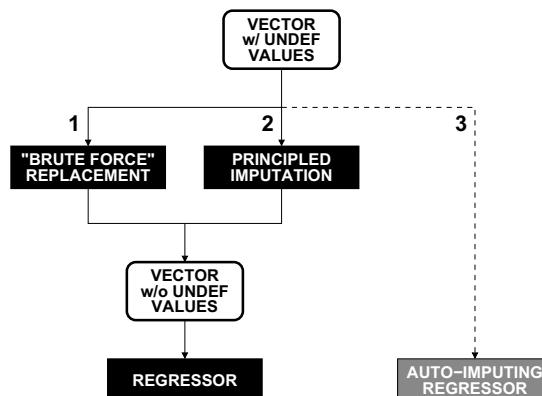 VECTOR
w/ UNDEF
VALUES
1
2
3
"BRUTE FORCE"
REPLACEMENT
PRINCIPLED
IMPUTATION
VECTOR
w/o UNDEF
VALUES
REGRESSOR
AUTO−IMPUTING
REGRESSOR